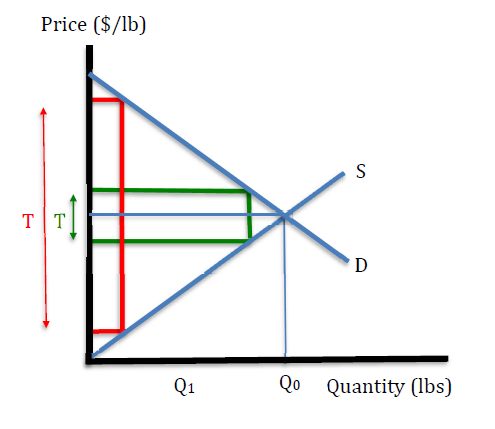 Price ($/lb)
S
T T
D
Q1 Q0 Quantity (lbs)